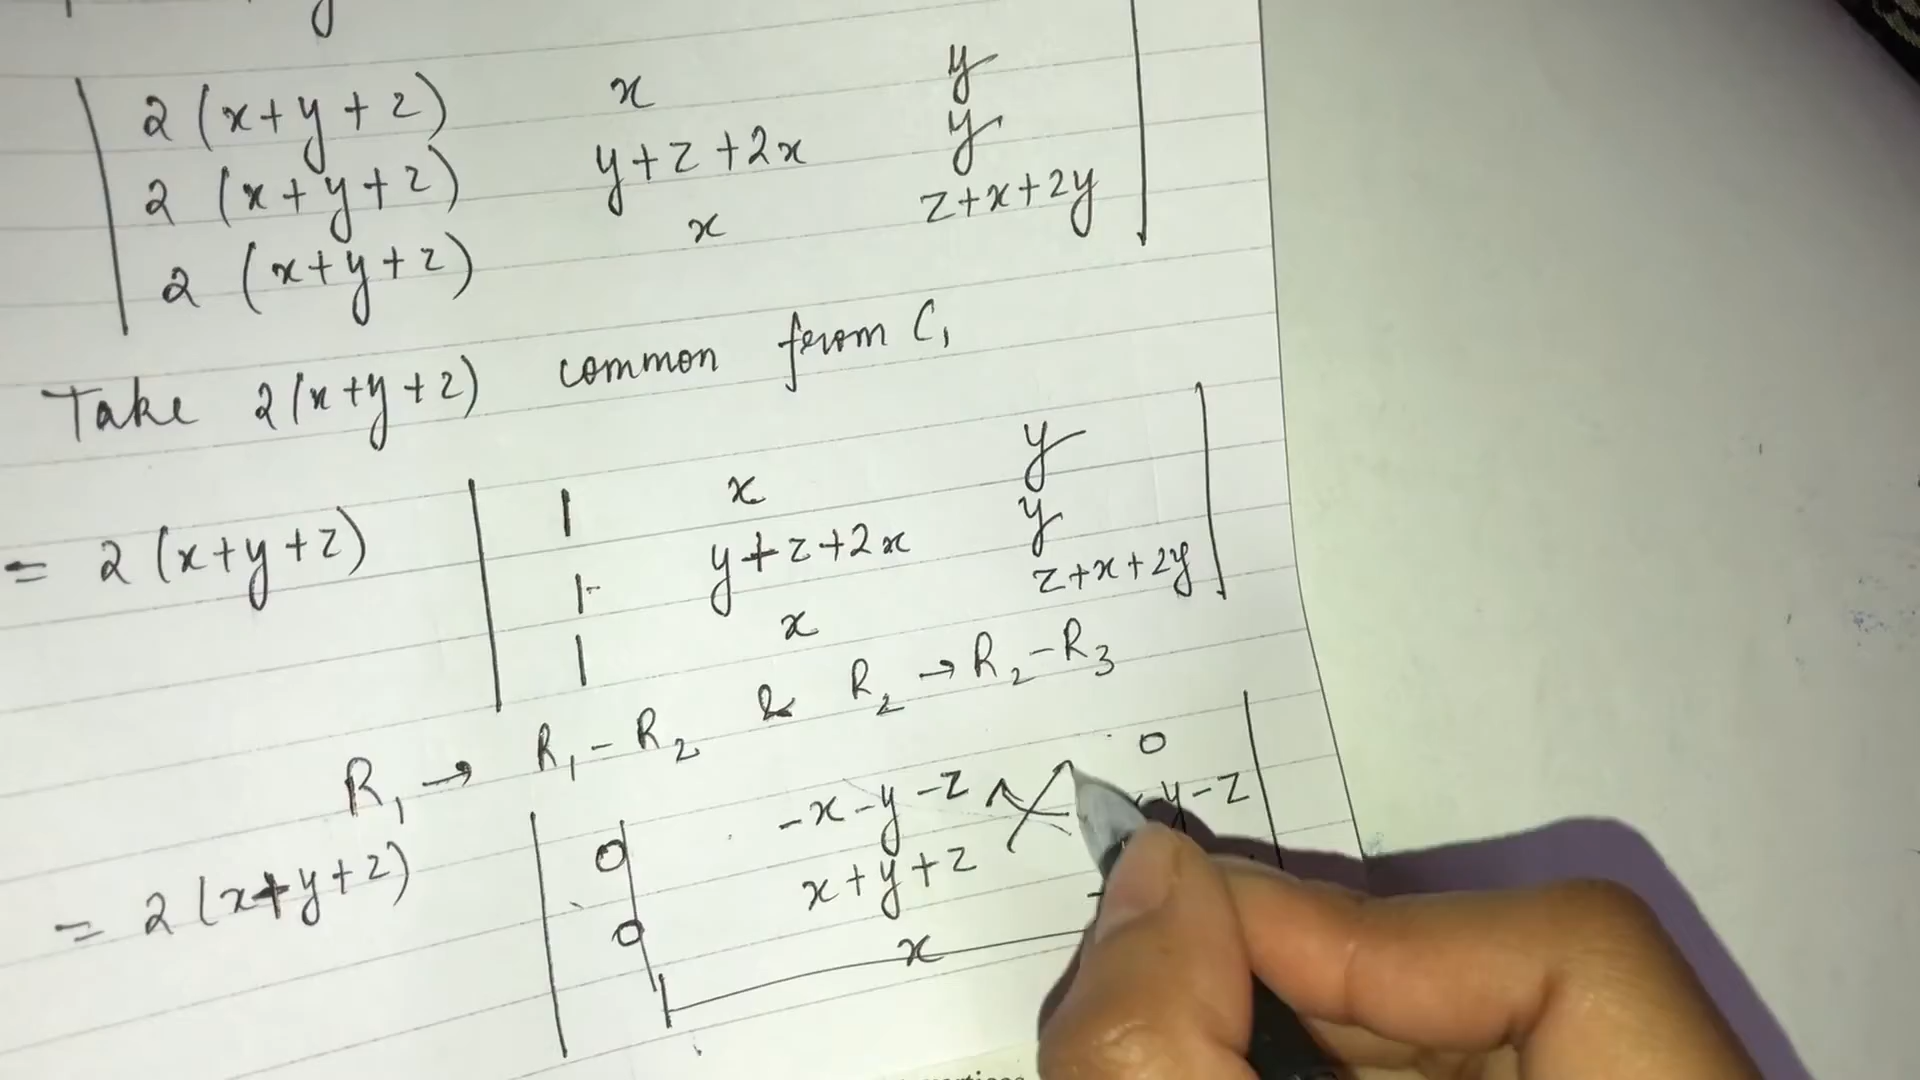 2 (x+y+z) x y
2 (x+y+z) y+z+2x y
2 (x+y+z) x z+x+2y
Take 2(x+y+z) common from C₁
= 2 (x+y+z) 1 x y
1 y+z+2x y
1 x z+x+2y
R₁ → R₁ - R₂ & R₂ → R₂ - R₃
= 2 (x+y+z) 0 -x-y-z 0
0 x+y+z y-z
1 x